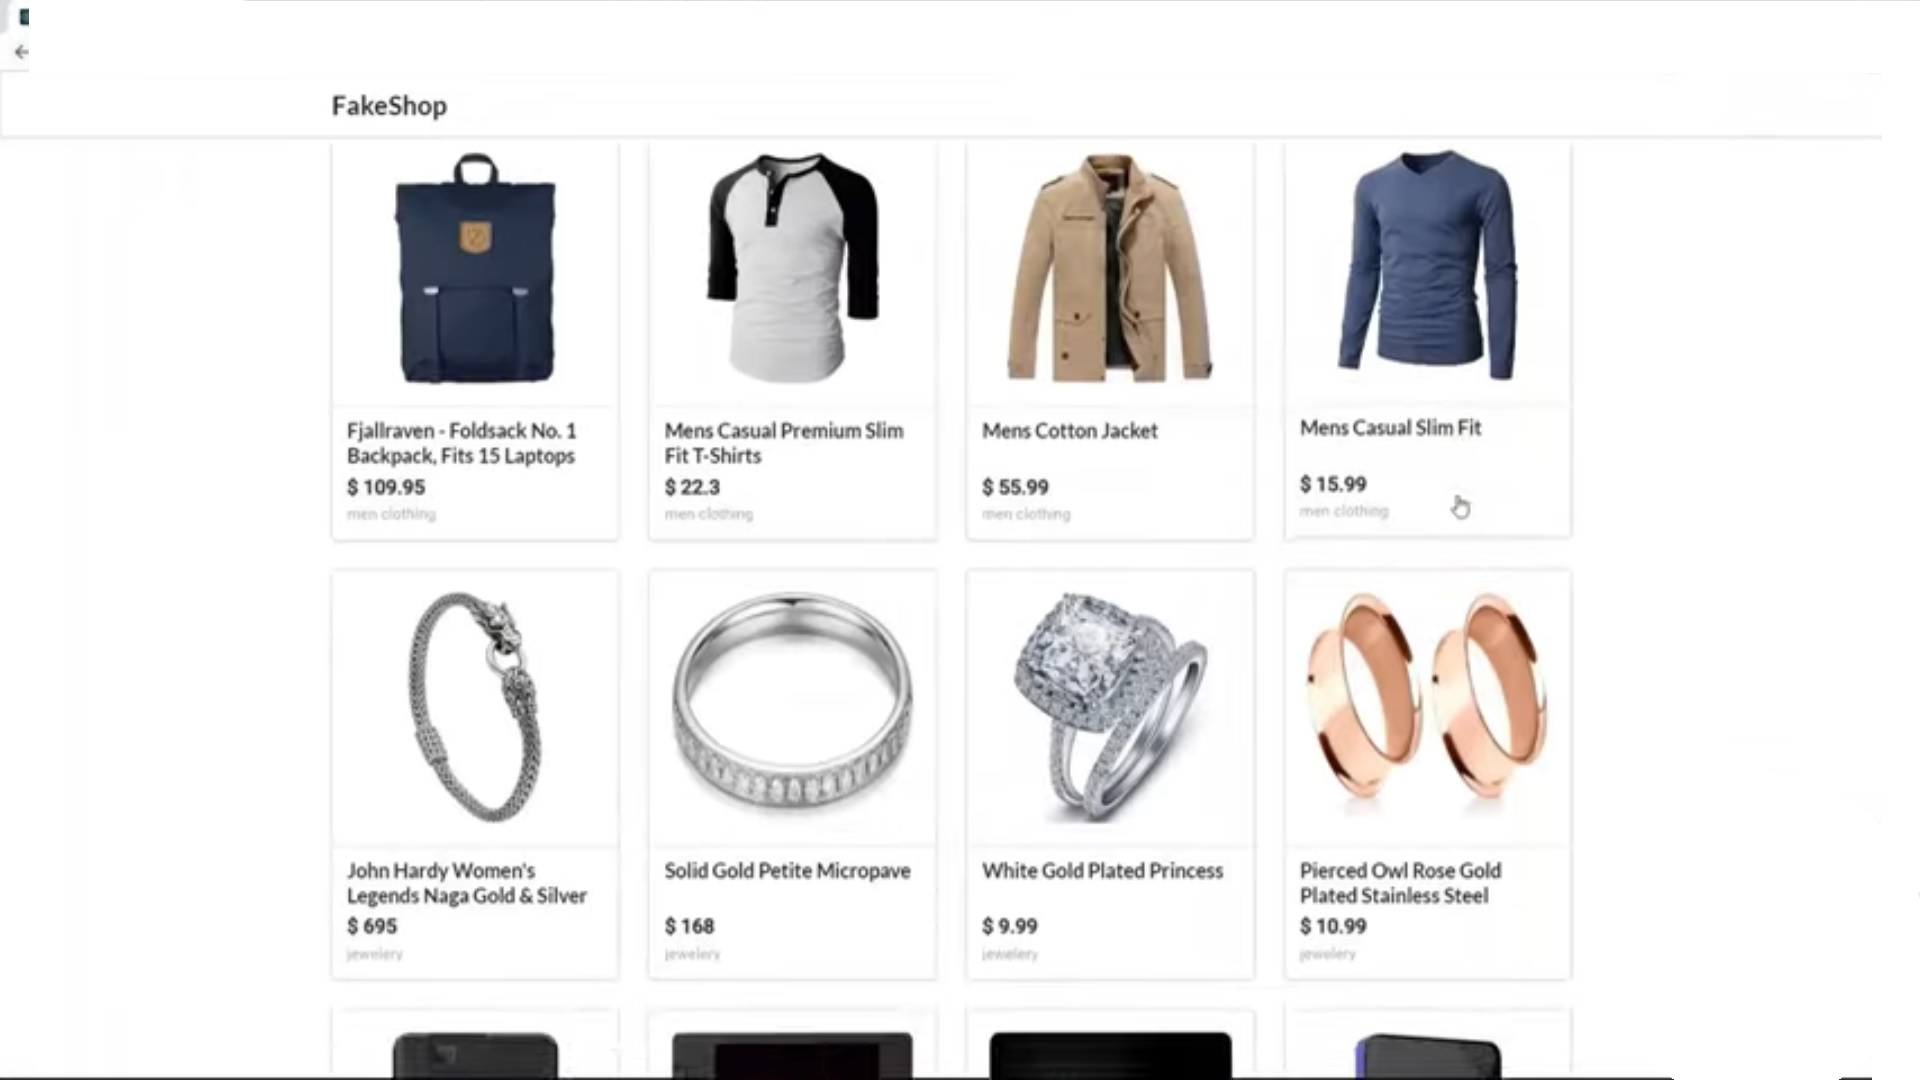 FakeShop
Fjallraven - Foldsack No. 1
Backpack, Fits 15 Laptops
$ 109.95
men clothing
Mens Casual Premium Slim
Fit T-Shirts
$ 22.3
men clothing
Mens Cotton Jacket
$ 55.99
men clothing
Mens Casual Slim Fit
$ 15.99
men clothing
John Hardy Women's
Legends Naga Gold & Silver
$ 695
jewelery
Solid Gold Petite Micropave
$ 168
jewelery
White Gold Plated Princess
$ 9.99
jewelery
Pierced Owl Rose Gold
Plated Stainless Steel
$ 10.99
jewelery